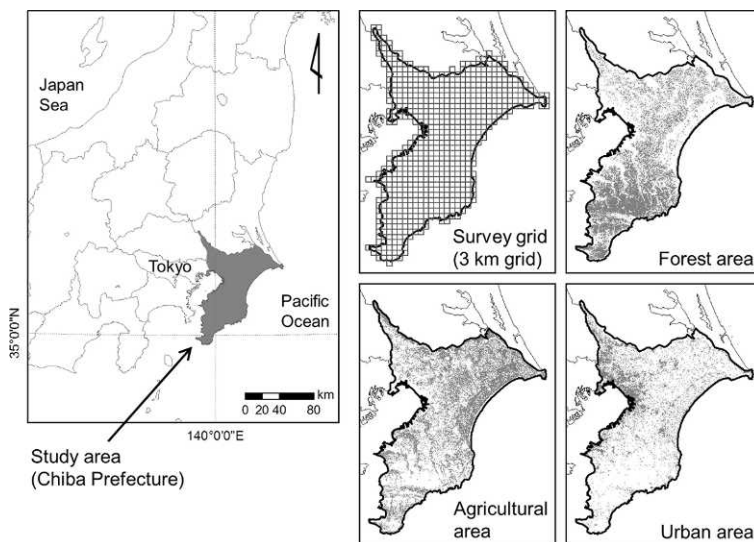 Japan
Sea
Tokyo
Pacific
Ocean
35°0'0"N
km
0 20 40 80
140°0'0"E
Study area
(Chiba Prefecture)
Survey grid
(3 km grid)
Forest area
Agricultural
area
Urban area